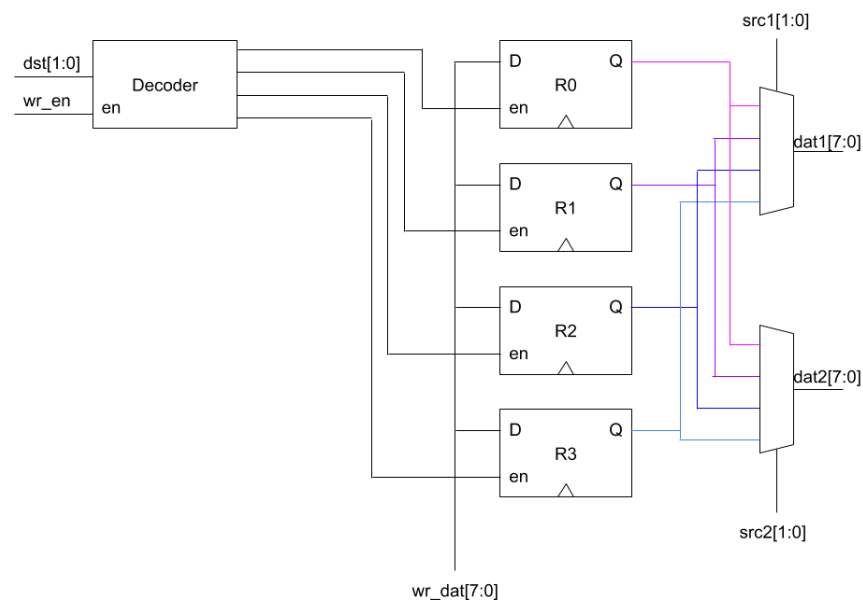 src1[1:0]
dst[1:0]
Decoder
wr_en
en
D
Q
R0
en
dat1[7:0]
D
Q
R1
en
D
Q
R2
en
dat2[7:0]
D
Q
R3
en
src2[1:0]
wr_dat[7:0]